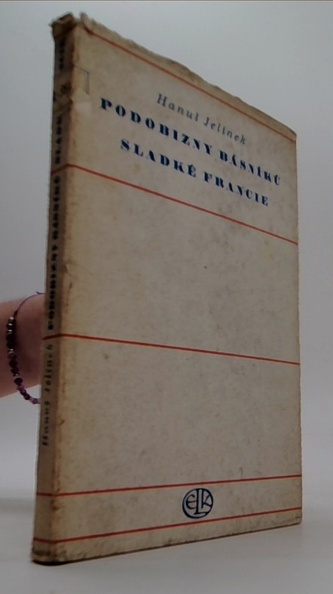 Hanuš Jelínek
PODOBIZNY BÁSNÍKŮ
SLADKÉ FRANCIE
ELK
Hanuš Jelínek PODOBIZNY BÁSNÍKŮ SLADKÉ